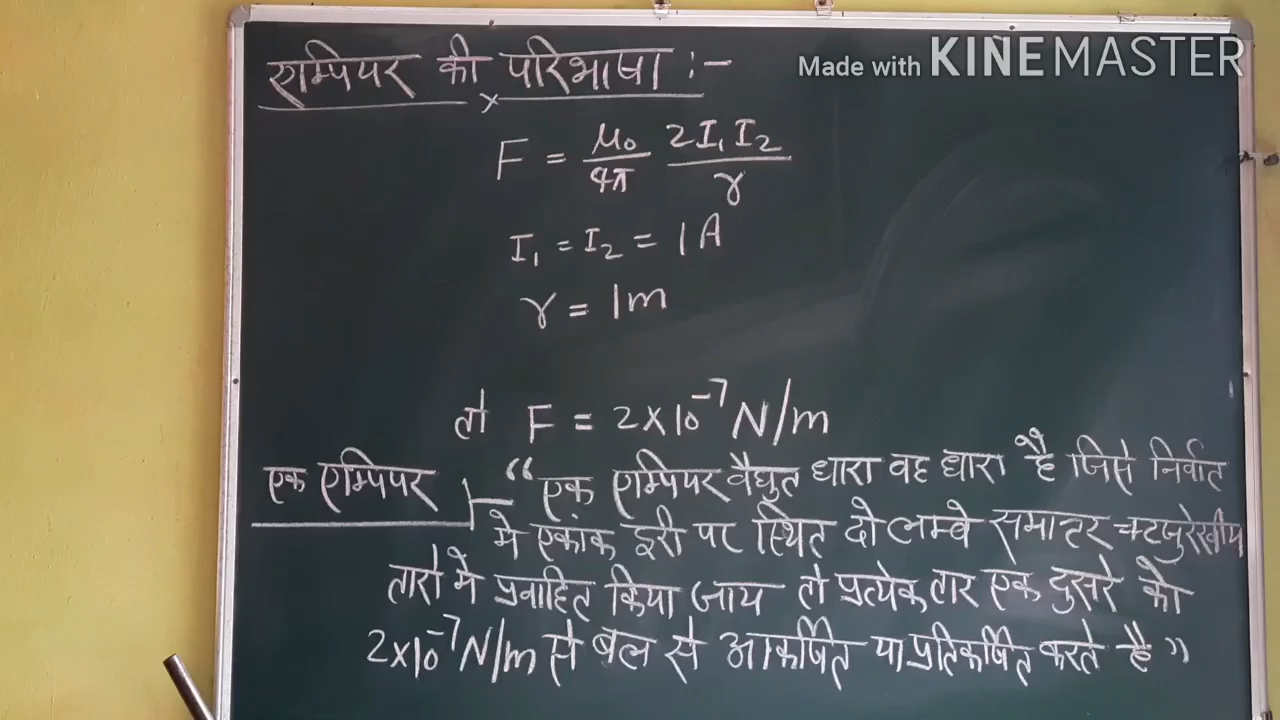 एम्पियर की परिभाषा :-
Made with KINEMASTER
F = μ₀/4π 2I₁I₂/r
I₁ = I₂ = 1A
r = 1m
तो F = 2×10⁻⁷ N/m
एक एम्पियर
"एक एम्पियर वैद्युत धारा वह धारा है जिसे निर्वात
मे एकांक दूरी पर स्थित दो लम्बे समान्तर ऋजुरेखीय
तारो मे प्रवाहित किया जाय तो प्रत्येक तार एक दुसरे को
2×10⁻⁷ N/m से बल से आकर्षित या प्रतिकर्षित करते है"